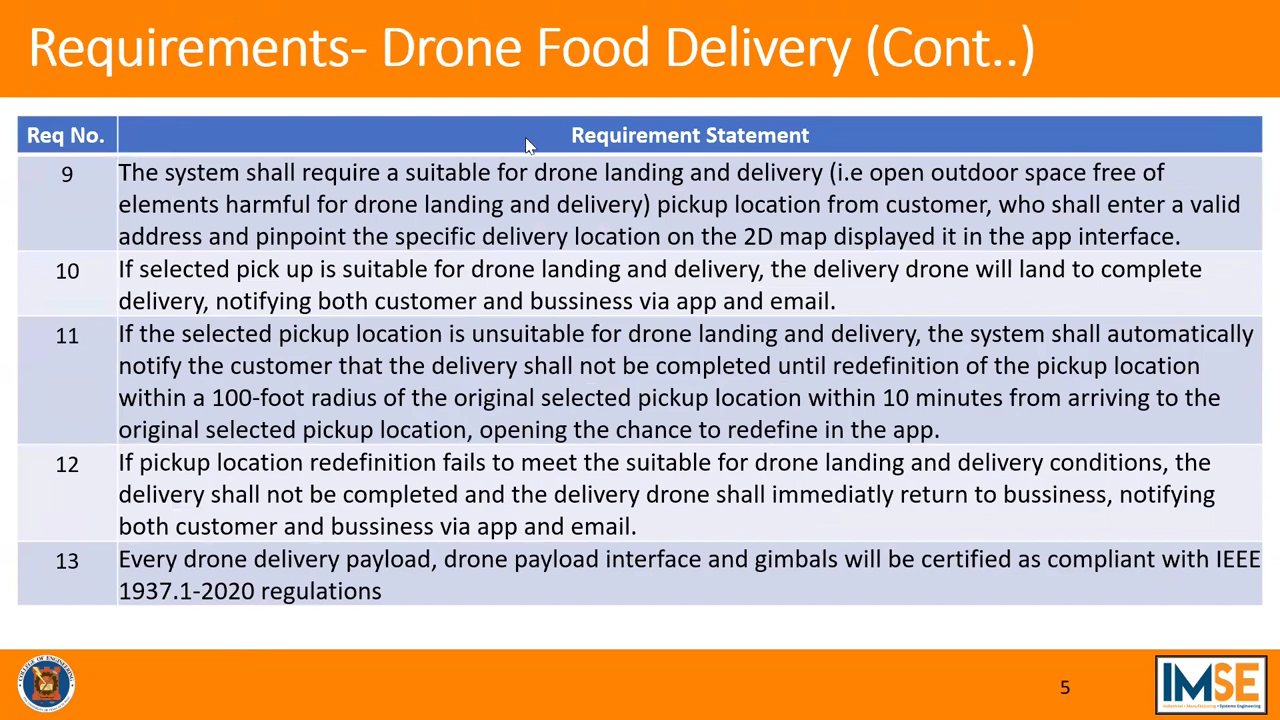 Requirements- Drone Food Delivery (Cont..)
Req No. Requirement Statement
9 The system shall require a suitable for drone landing and delivery (i.e open outdoor space free of
elements harmful for drone landing and delivery) pickup location from customer, who shall enter a valid
address and pinpoint the specific delivery location on the 2D map displayed it in the app interface.
10 If selected pick up is suitable for drone landing and delivery, the delivery drone will land to complete
delivery, notifying both customer and bussiness via app and email.
11 If the selected pickup location is unsuitable for drone landing and delivery, the system shall automatically
notify the customer that the delivery shall not be completed until redefinition of the pickup location
within a 100-foot radius of the original selected pickup location within 10 minutes from arriving to the
original selected pickup location, opening the chance to redefine in the app.
12 If pickup location redefinition fails to meet the suitable for drone landing and delivery conditions, the
delivery shall not be completed and the delivery drone shall immediatly return to bussiness, notifying
both customer and bussiness via app and email.
13 Every drone delivery payload, drone payload interface and gimbals will be certified as compliant with IEEE
1937.1-2020 regulations
COLLEGE OF ENGINEERING
5
IMSE
Industrial • Manufacturing • Systems Engineering